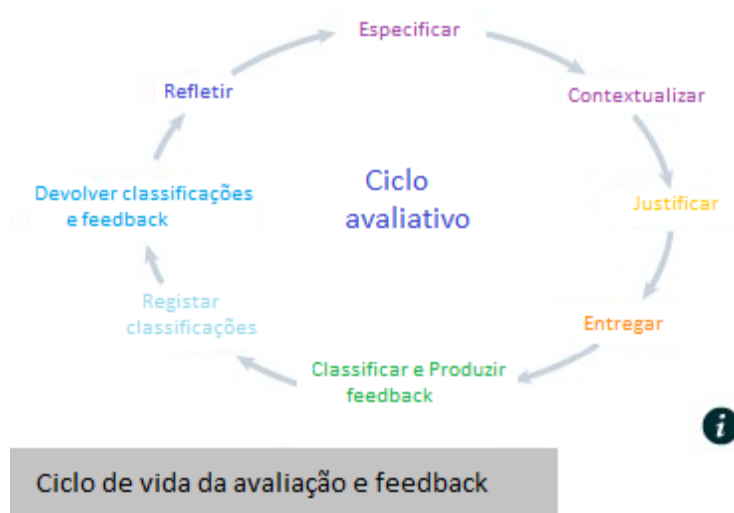 Especificar
Contextualizar
Justificar
Entregar
Classificar e Produzir
feedback
Registar
classificações
Devolver classificações
e feedback
Refletir
Ciclo
avaliativo
i
Ciclo de vida da avaliação e feedback